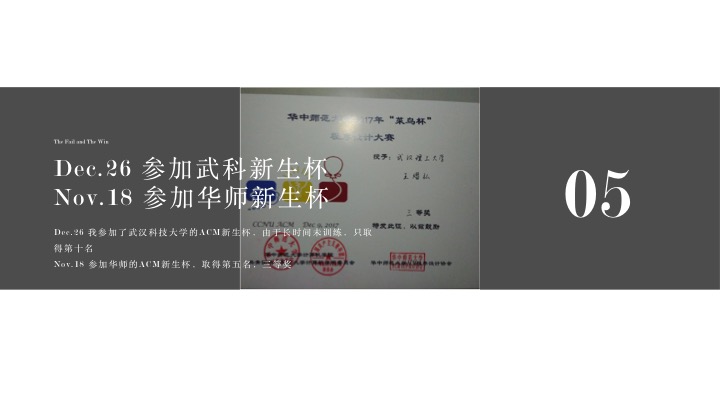 The Fail and The Win
Dec.26 参加武科新生杯
Nov.18 参加华师新生杯
Dec.26 我参加了武汉科技大学的ACM新生杯，由于长时间未训练，只取
得第十名
Nov.18 参加华师的ACM新生杯，取得第五名，三等奖
华中师范 2017年“菜鸟杯”
设计大赛
授予：武汉理工大学
三等奖
特发此证，以资鼓励
CCNU ACM Dec 9, 2017
05